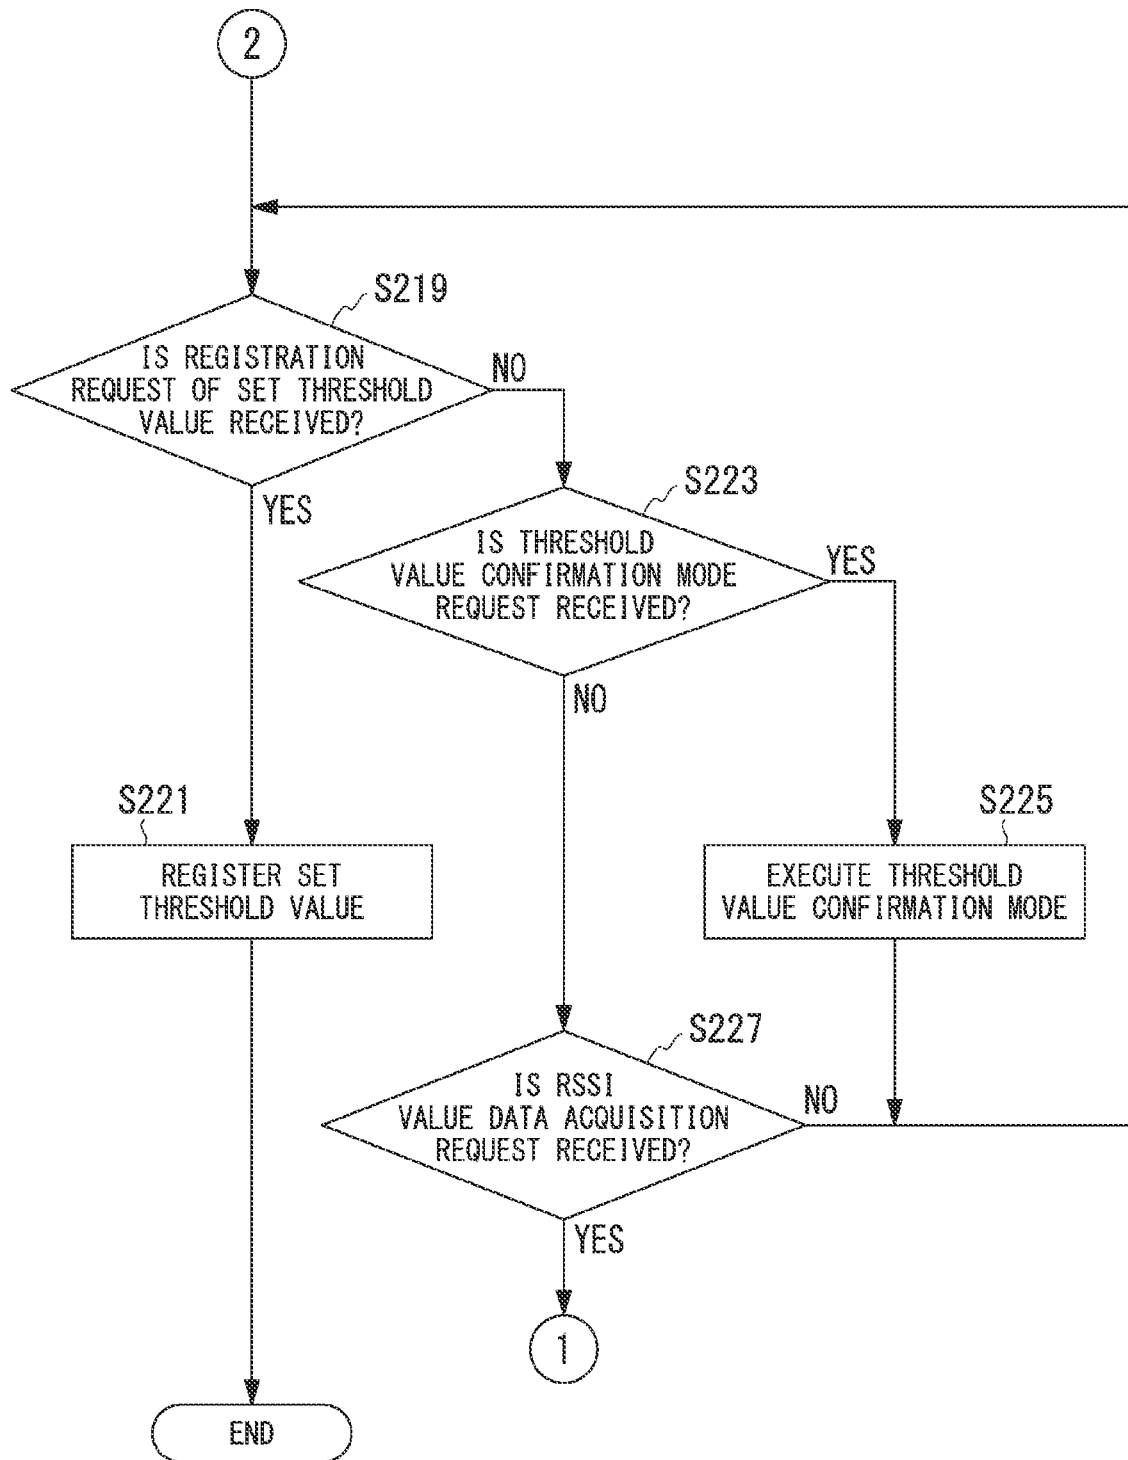 2
S219
IS REGISTRATION
REQUEST OF SET THRESHOLD
VALUE RECEIVED?
NO
YES
S223
IS THRESHOLD
VALUE CONFIRMATION MODE
REQUEST RECEIVED?
YES
NO
S221
REGISTER SET
THRESHOLD VALUE
S225
EXECUTE THRESHOLD
VALUE CONFIRMATION MODE
S227
IS RSSI
VALUE DATA ACQUISITION
REQUEST RECEIVED?
NO
YES
1
END